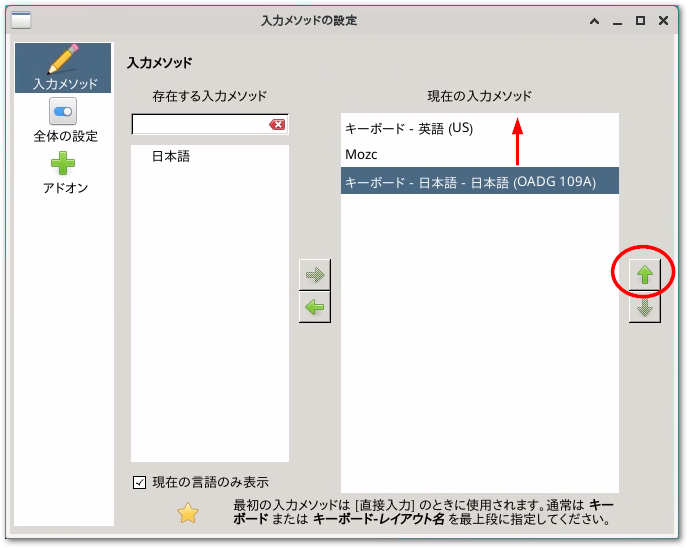 入力メソッドの設定
入力メソッド
全体の設定
アドオン
入力メソッド
存在する入力メソッド
日本語
現在の言語のみ表示
現在の入力メソッド
キーボード - 英語 (US)
Mozc
キーボード - 日本語 - 日本語 (OADG 109A)
最初の入力メソッドは [直接入力] のときに使用されます。通常は キー
ボード または キーボード-レイアウト名 を最上段に指定してください。